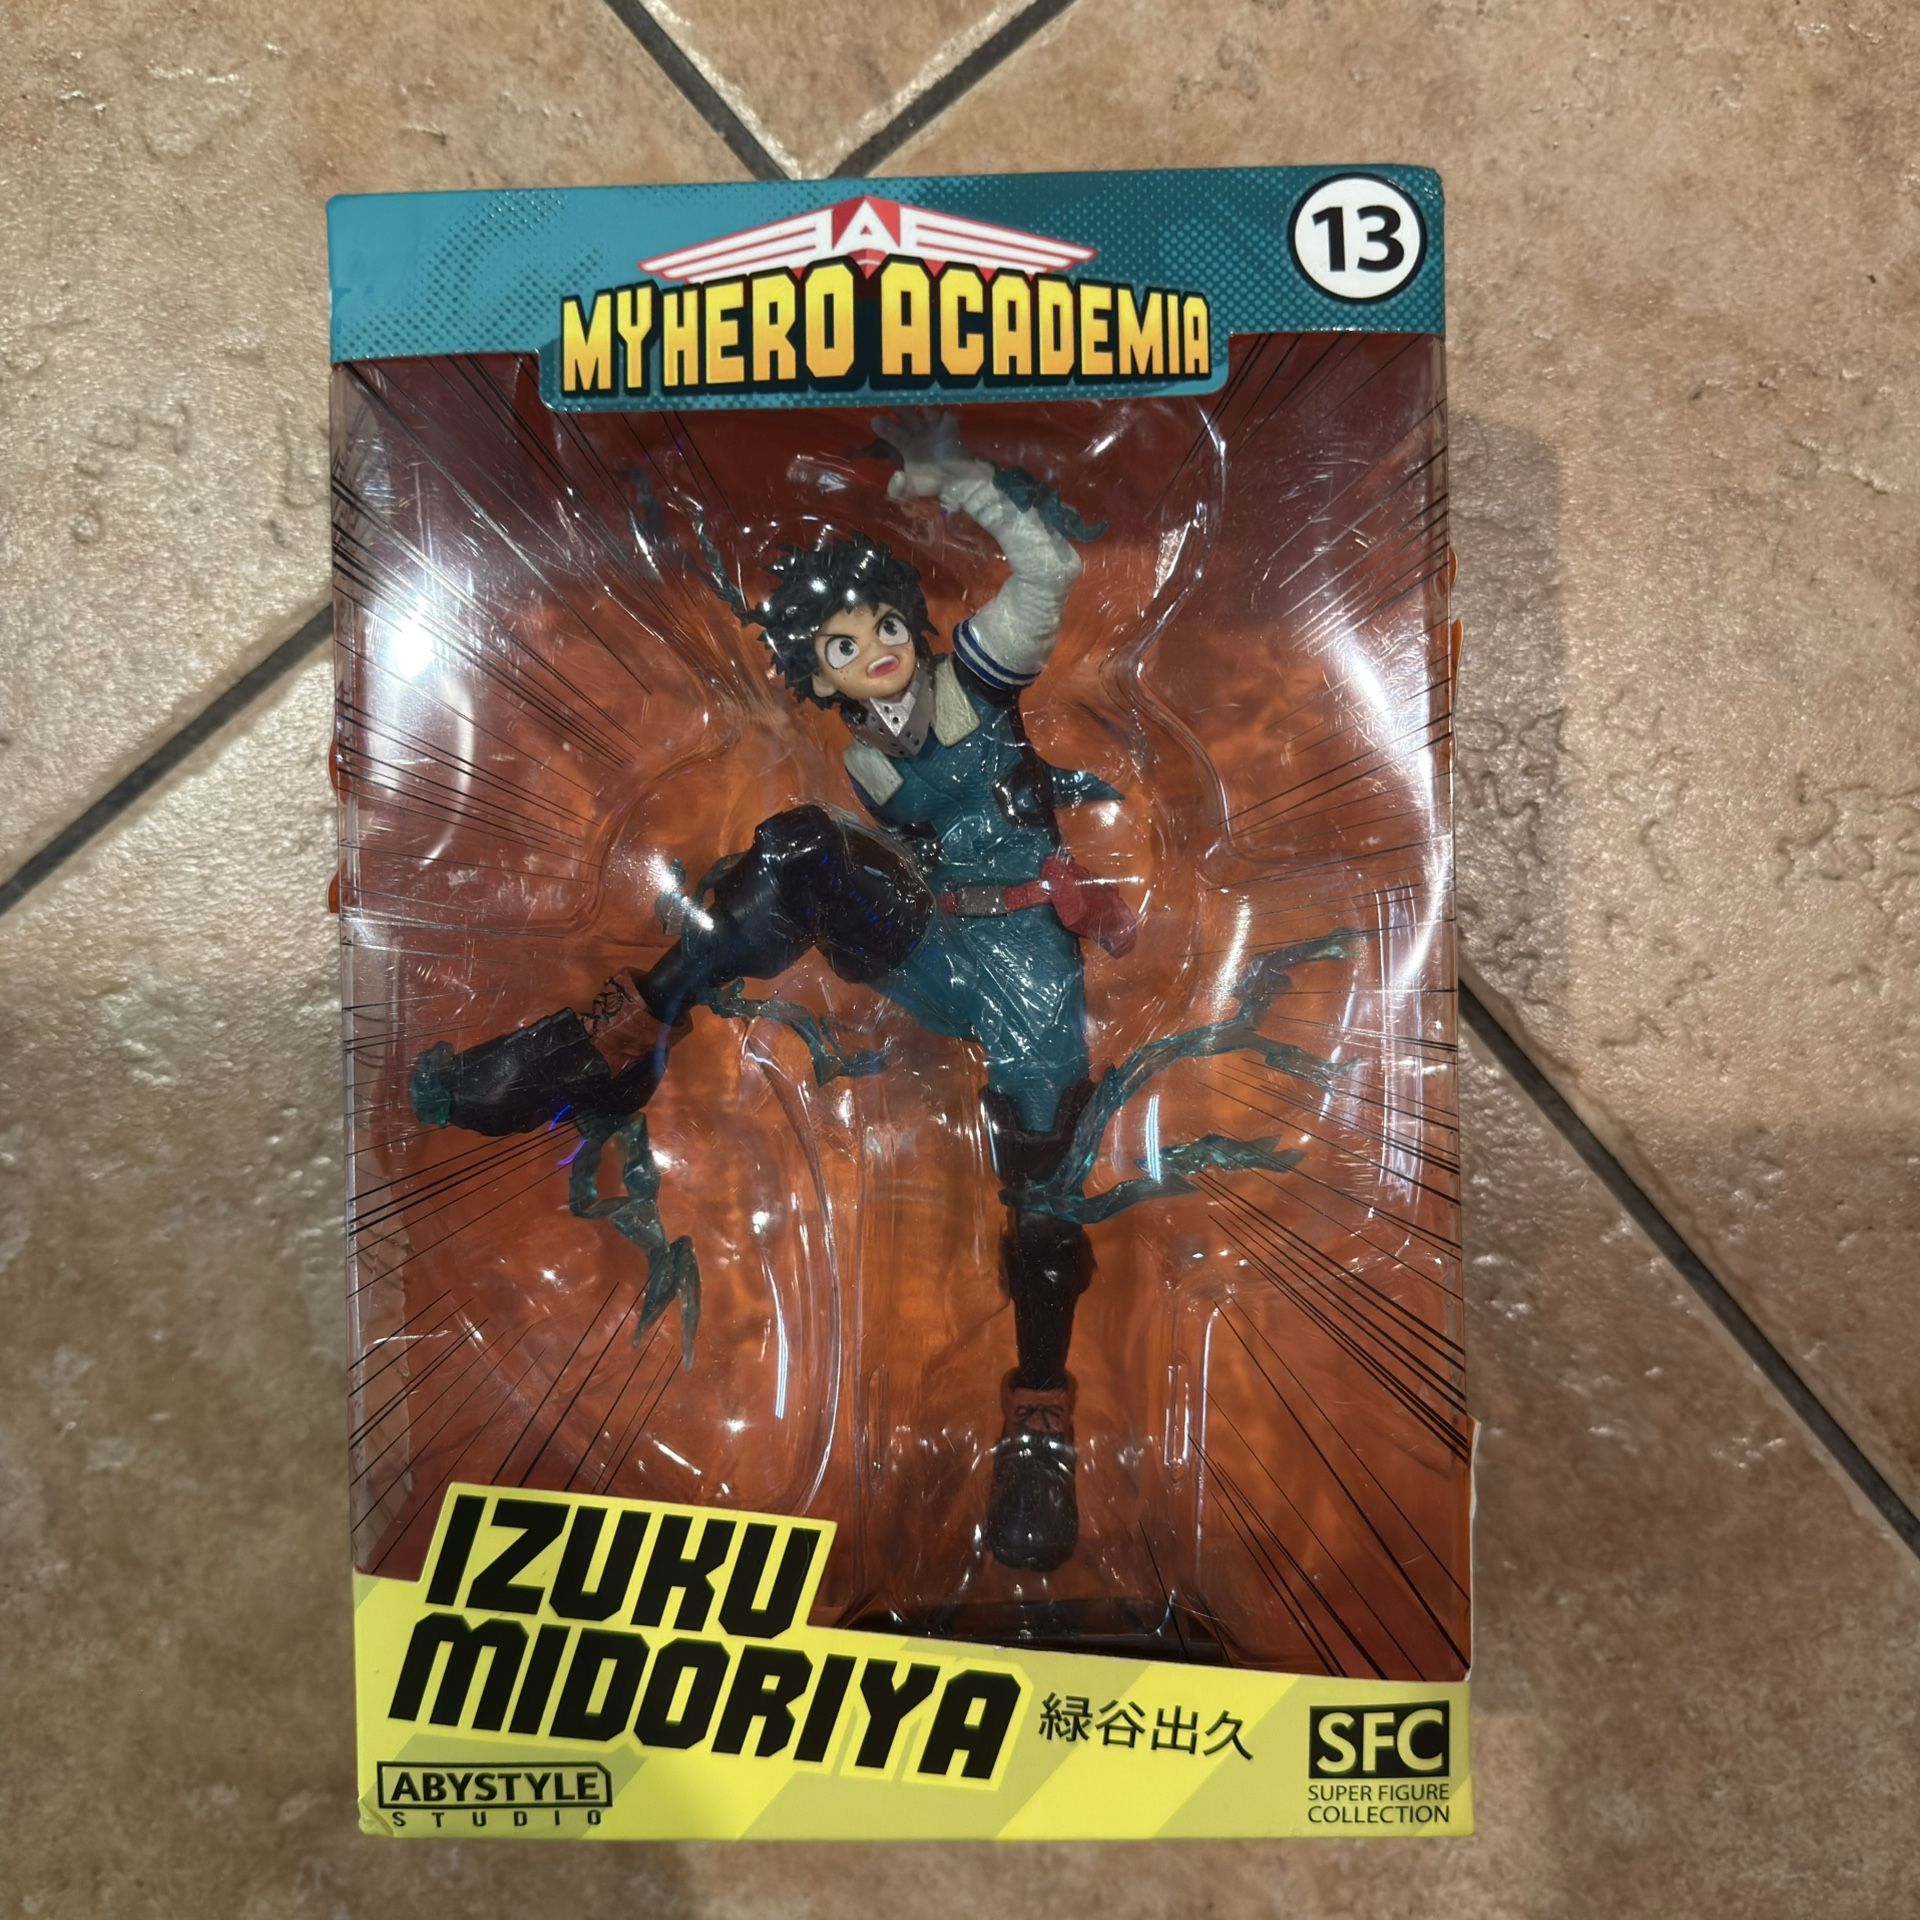 13
A
MY HERO ACADEMIA
IZUKU
MIDORIYA
緑谷出久
ABYSTYLE
STUDIO
SFC
SUPER FIGURE
COLLECTION